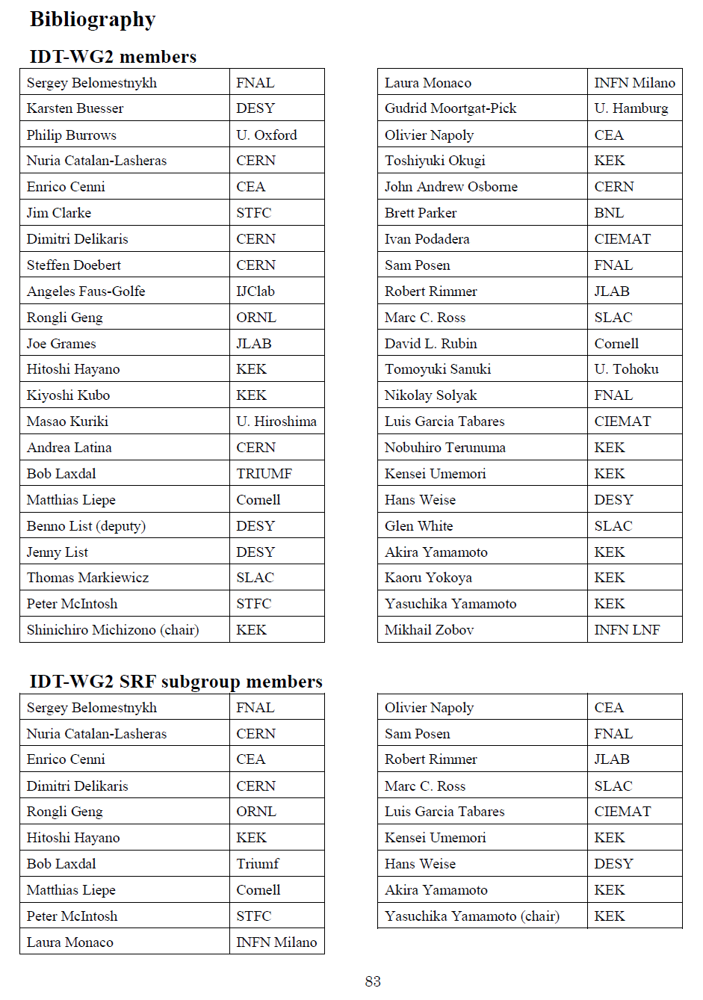 Bibliography
IDT-WG2 members
Sergey Belomestnykh FNAL
Karsten Buesser DESY
Philip Burrows U. Oxford
Nuria Catalan-Lasheras CERN
Enrico Cenni CEA
Jim Clarke STFC
Dimitri Delikaris CERN
Steffen Doebert CERN
Angeles Faus-Golfe IJClab
Rongli Geng ORNL
Joe Grames JLAB
Hitoshi Hayano KEK
Kiyoshi Kubo KEK
Masao Kuriki U. Hiroshima
Andrea Latina CERN
Bob Laxdal TRIUMF
Matthias Liepe Cornell
Benno List (deputy) DESY
Jenny List DESY
Thomas Markiewicz SLAC
Peter McIntosh STFC
Shinichiro Michizono (chair) KEK
Laura Monaco INFN Milano
Gudrid Moortgat-Pick U. Hamburg
Olivier Napoly CEA
Toshiyuki Okugi KEK
John Andrew Osborne CERN
Brett Parker BNL
Ivan Podadera CIEMAT
Sam Posen FNAL
Robert Rimmer JLAB
Marc C. Ross SLAC
David L. Rubin Cornell
Tomoyuki Sanuki U. Tohoku
Nikolay Solyak FNAL
Luis Garcia Tabares CIEMAT
Nobuhiro Terunuma KEK
Kensei Umemori KEK
Hans Weise DESY
Glen White SLAC
Akira Yamamoto KEK
Kaoru Yokoya KEK
Yasuchika Yamamoto KEK
Mikhail Zobov INFN LNF
IDT-WG2 SRF subgroup members
Sergey Belomestnykh FNAL
Nuria Catalan-Lasheras CERN
Enrico Cenni CEA
Dimitri Delikaris CERN
Rongli Geng ORNL
Hitoshi Hayano KEK
Bob Laxdal Triumf
Matthias Liepe Cornell
Peter McIntosh STFC
Laura Monaco INFN Milano
Olivier Napoly CEA
Sam Posen FNAL
Robert Rimmer JLAB
Marc C. Ross SLAC
Luis Garcia Tabares CIEMAT
Kensei Umemori KEK
Hans Weise DESY
Akira Yamamoto KEK
Yasuchika Yamamoto (chair) KEK
83